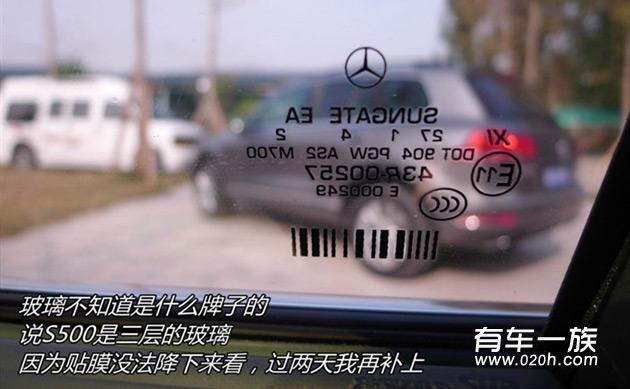 SUNGATE EA
27 1 4 2
XI
DOT 904 PGW AS2 M700
E11
43R-00257
E 000249
CCC
玻璃不知道是什么牌子的
说S500是三层的玻璃
因为贴膜没法降下来看，过两天我再补上
有车一族
www.02oh.com